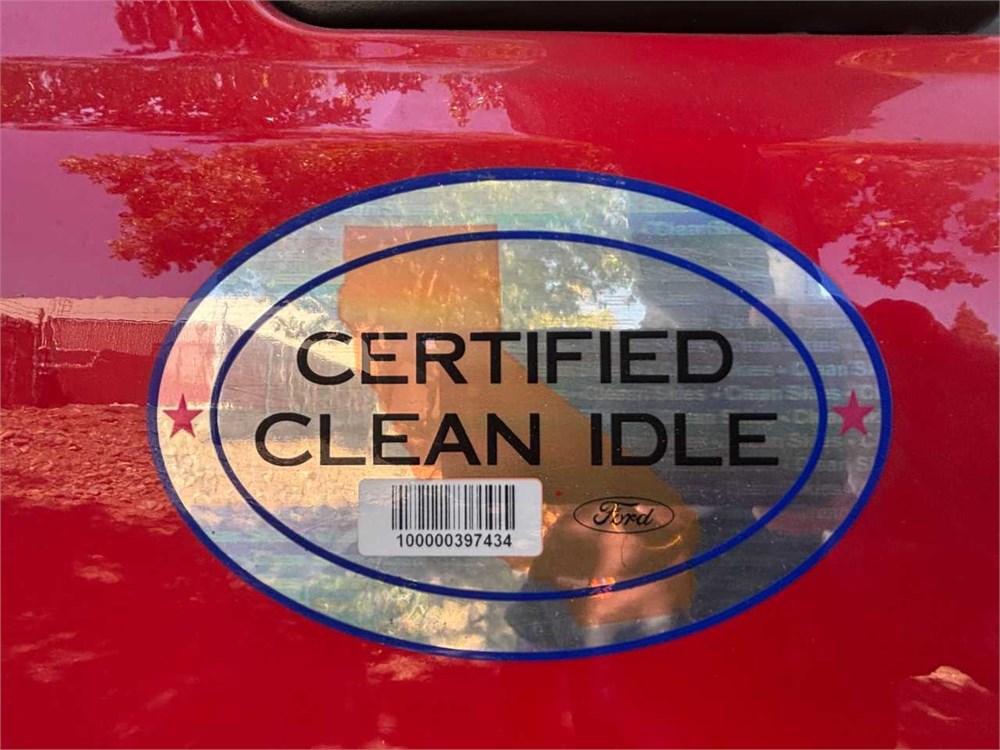 CERTIFIED
CLEAN IDLE
100000397434
Ford